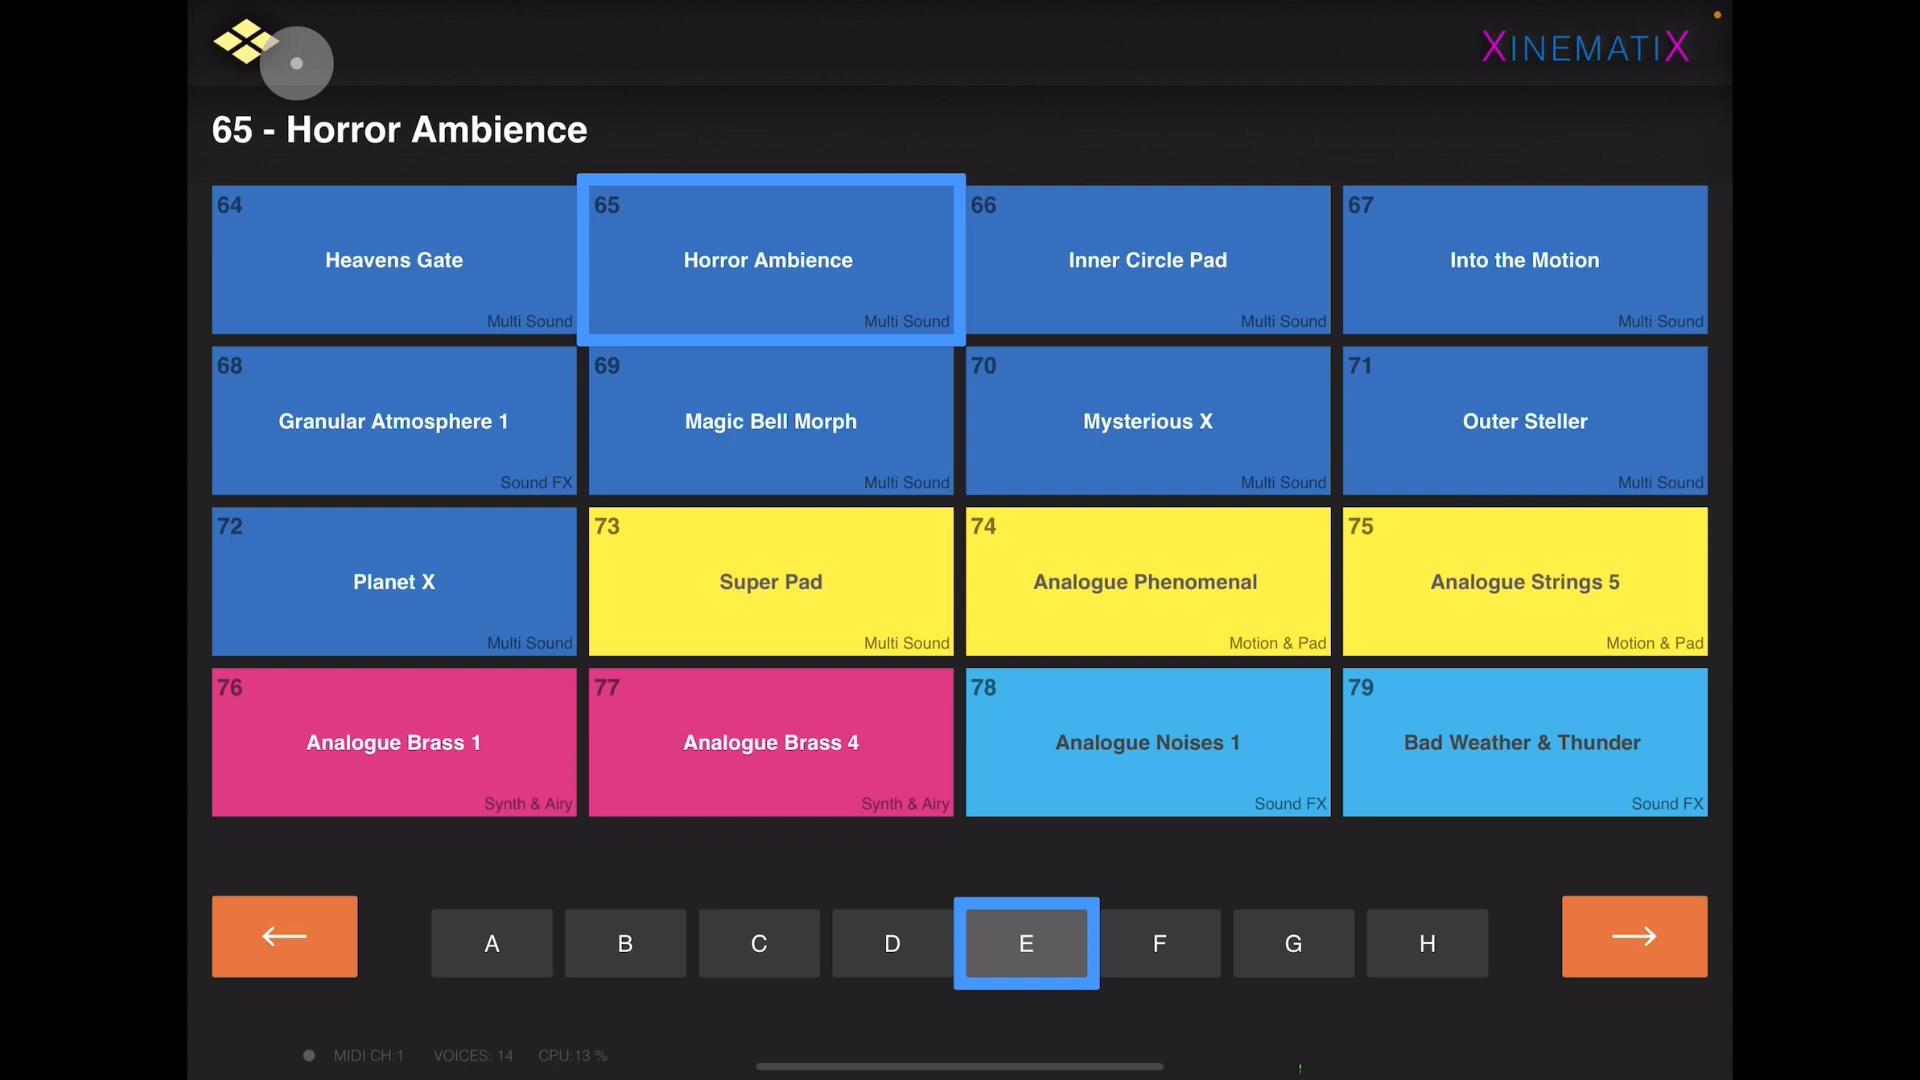 XINEMATIX
65 - Horror Ambience
64
Heavens Gate
Multi Sound
65
Horror Ambience
Multi Sound
66
Inner Circle Pad
Multi Sound
67
Into the Motion
Multi Sound
68
Granular Atmosphere 1
Sound FX
69
Magic Bell Morph
Multi Sound
70
Mysterious X
Multi Sound
71
Outer Steller
Multi Sound
72
Planet X
Multi Sound
73
Super Pad
Multi Sound
74
Analogue Phenomenal
Motion & Pad
75
Analogue Strings 5
Motion & Pad
76
Analogue Brass 1
Synth & Airy
77
Analogue Brass 4
Synth & Airy
78
Analogue Noises 1
Sound FX
79
Bad Weather & Thunder
Sound FX
A B C D E F G H
MIDI CH:1 VOICES: 14 CPU:13 %